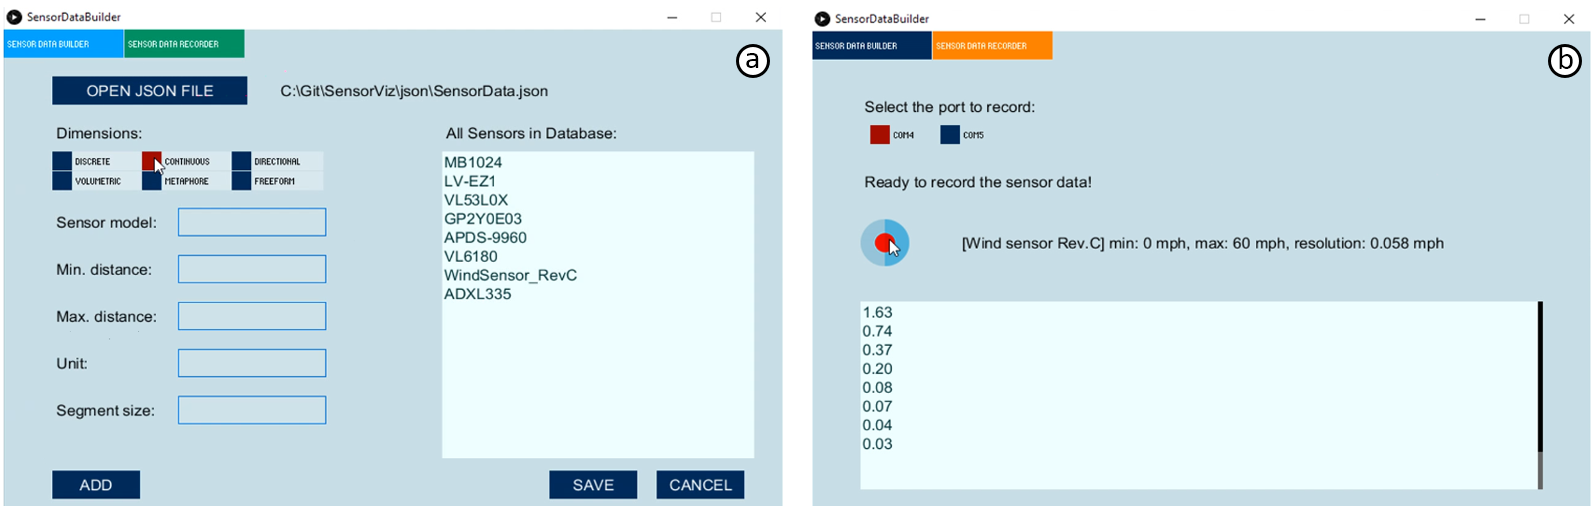 SensorDataBuilder
SENSOR DATA BUILDER SENSOR DATA RECORDER
a
OPEN JSON FILE C:\Git\SensorViz\json\SensorData.json
Dimensions:
DISCRETE CONTINUOUS DIRECTIONAL
VOLUMETRIC METAPHORE FREEFORM
Sensor model:
Min. distance:
Max. distance:
Unit:
Segment size:
All Sensors in Database:
MB1024
LV-EZ1
VL53L0X
GP2Y0E03
APDS-9960
VL6180
WindSensor_RevC
ADXL335
ADD SAVE CANCEL
SensorDataBuilder
SENSOR DATA BUILDER SENSOR DATA RECORDER
b
Select the port to record:
COM4 COM5
Ready to record the sensor data!
[Wind sensor Rev.C] min: 0 mph, max: 60 mph, resolution: 0.058 mph
1.63
0.74
0.37
0.20
0.08
0.07
0.04
0.03